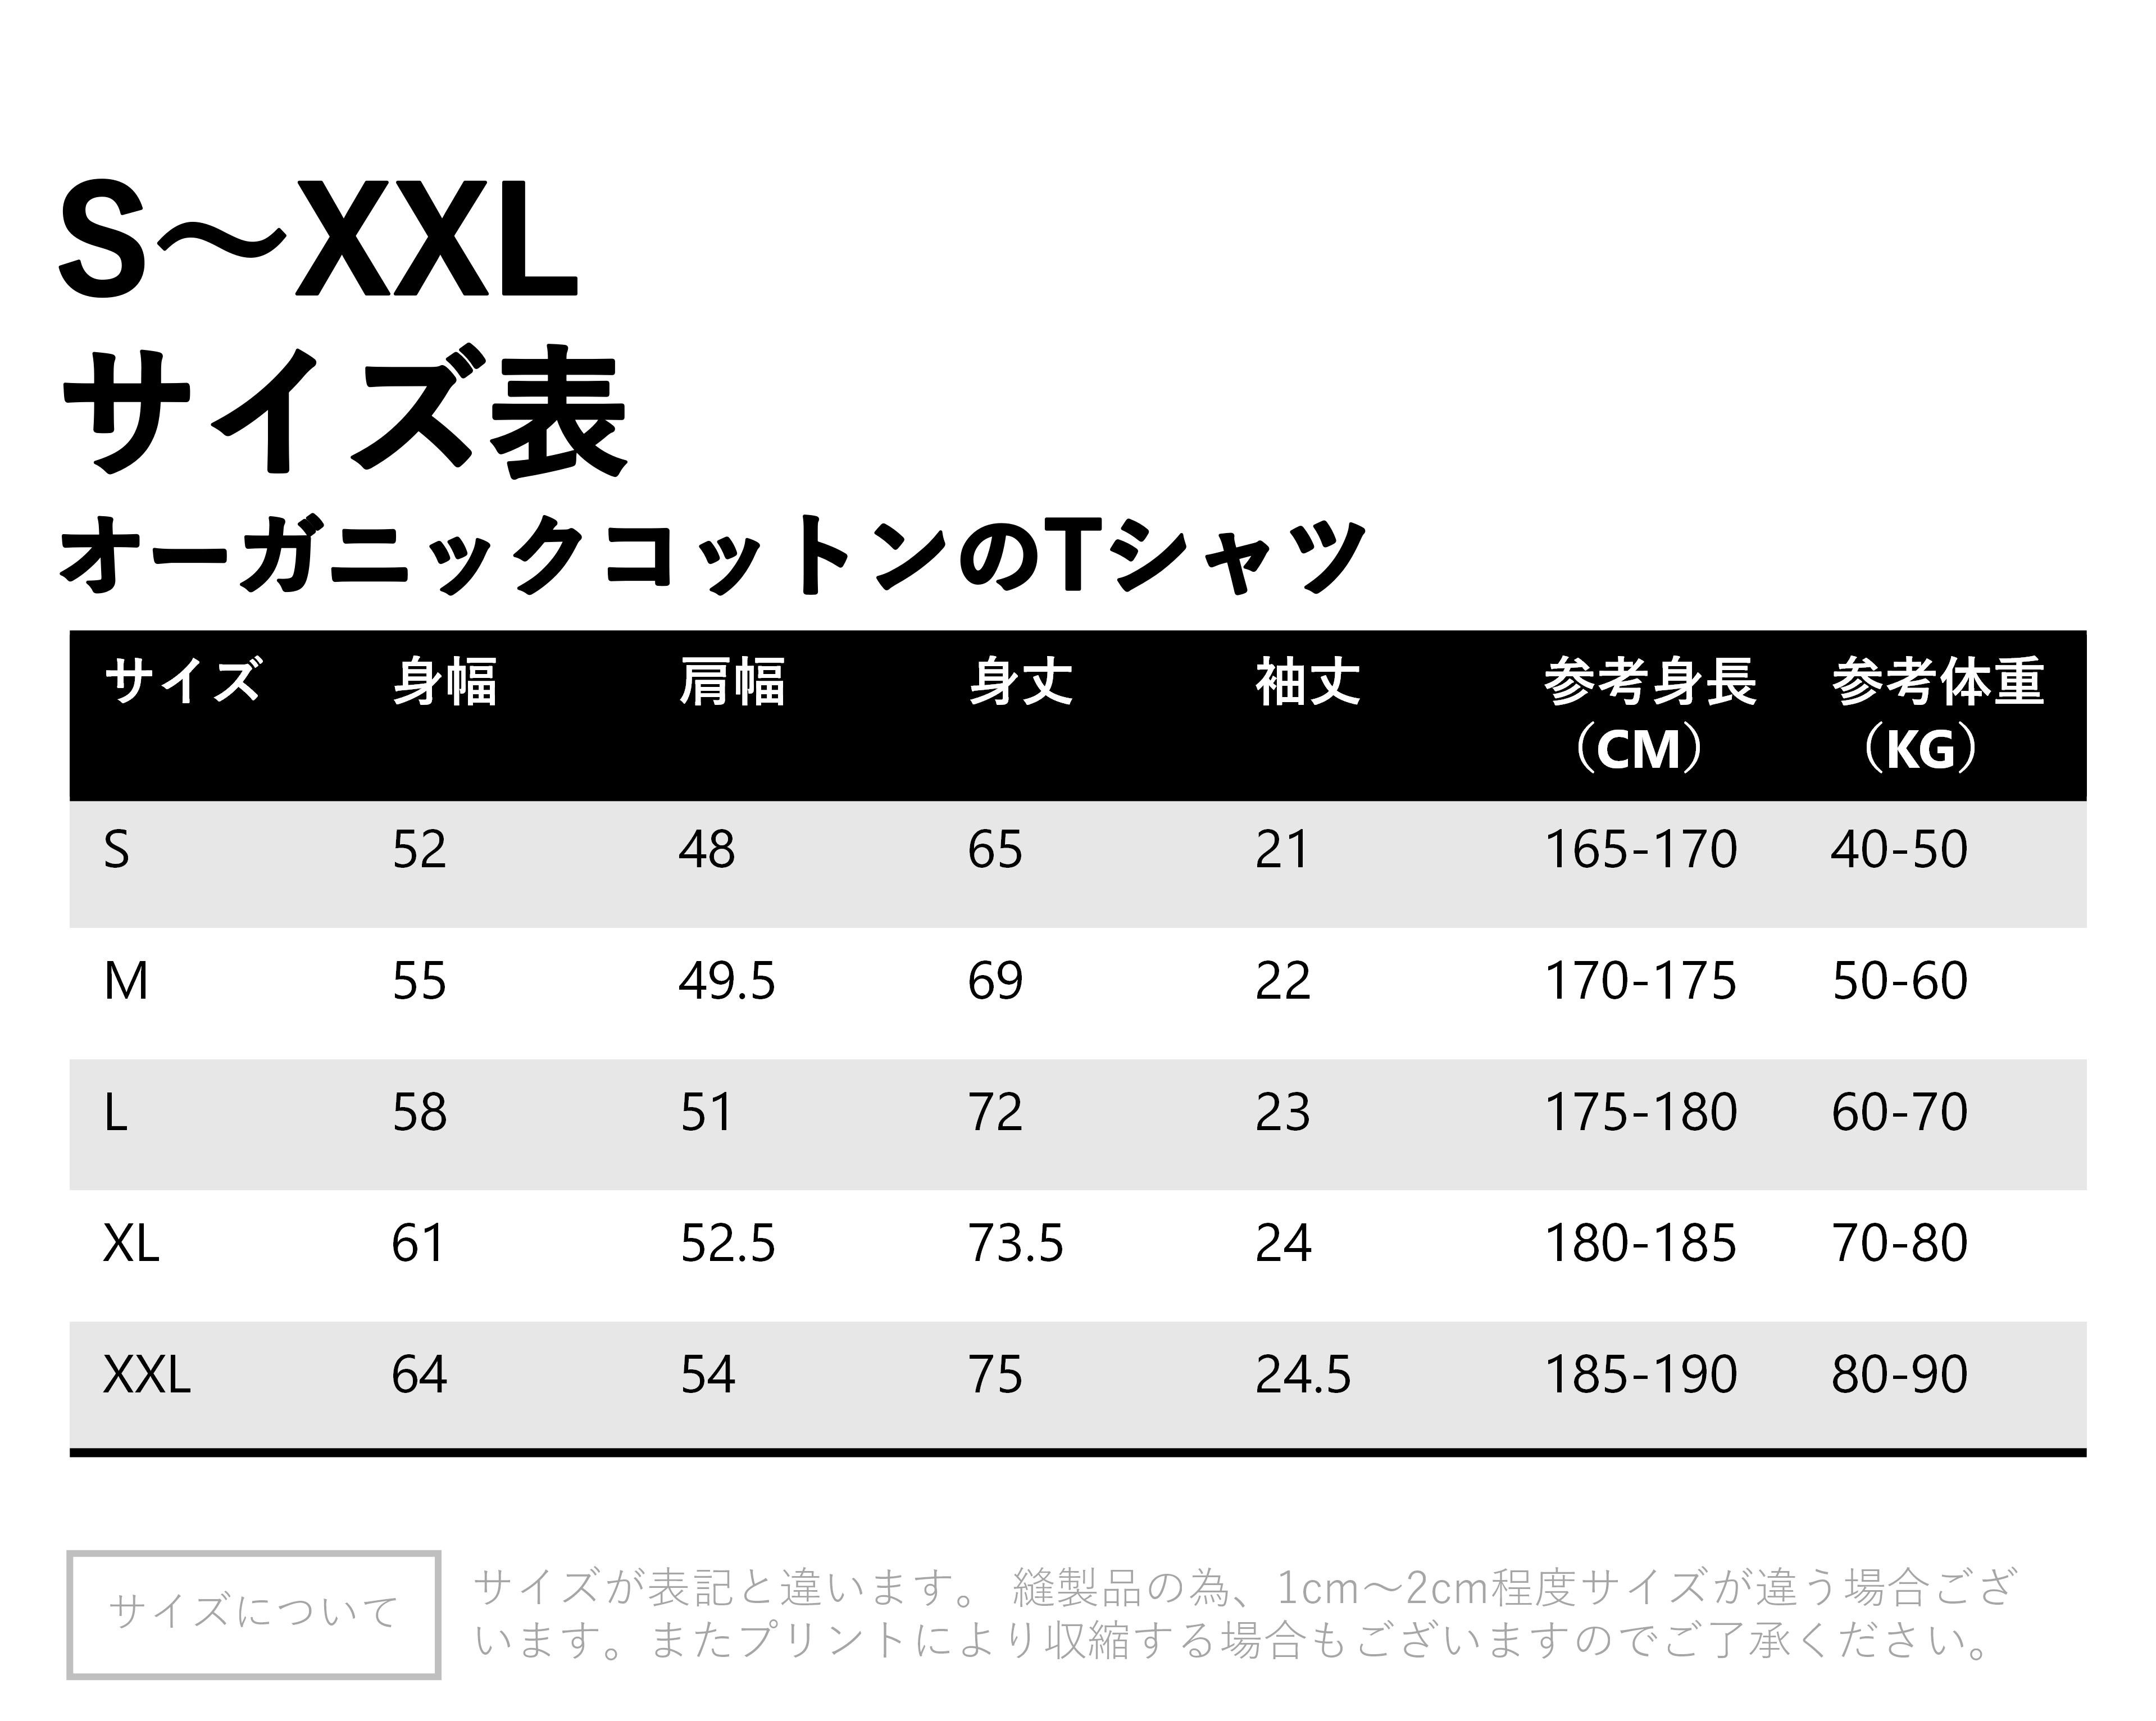 S～XXL
サイズ表
オーガニックコットンのTシャツ
サイズ 身幅 肩幅 身丈 袖丈 参考身長（CM） 参考体重（KG）
S 52 48 65 21 165-170 40-50
M 55 49.5 69 22 170-175 50-60
L 58 51 72 23 175-180 60-70
XL 61 52.5 73.5 24 180-185 70-80
XXL 64 54 75 24.5 185-190 80-90
サイズについて
サイズが表記と違います。 縫製品の為、1cm～2cm程度サイズが違う場合ござ
います。またプリントにより収縮する場合もございますのでご了承ください。